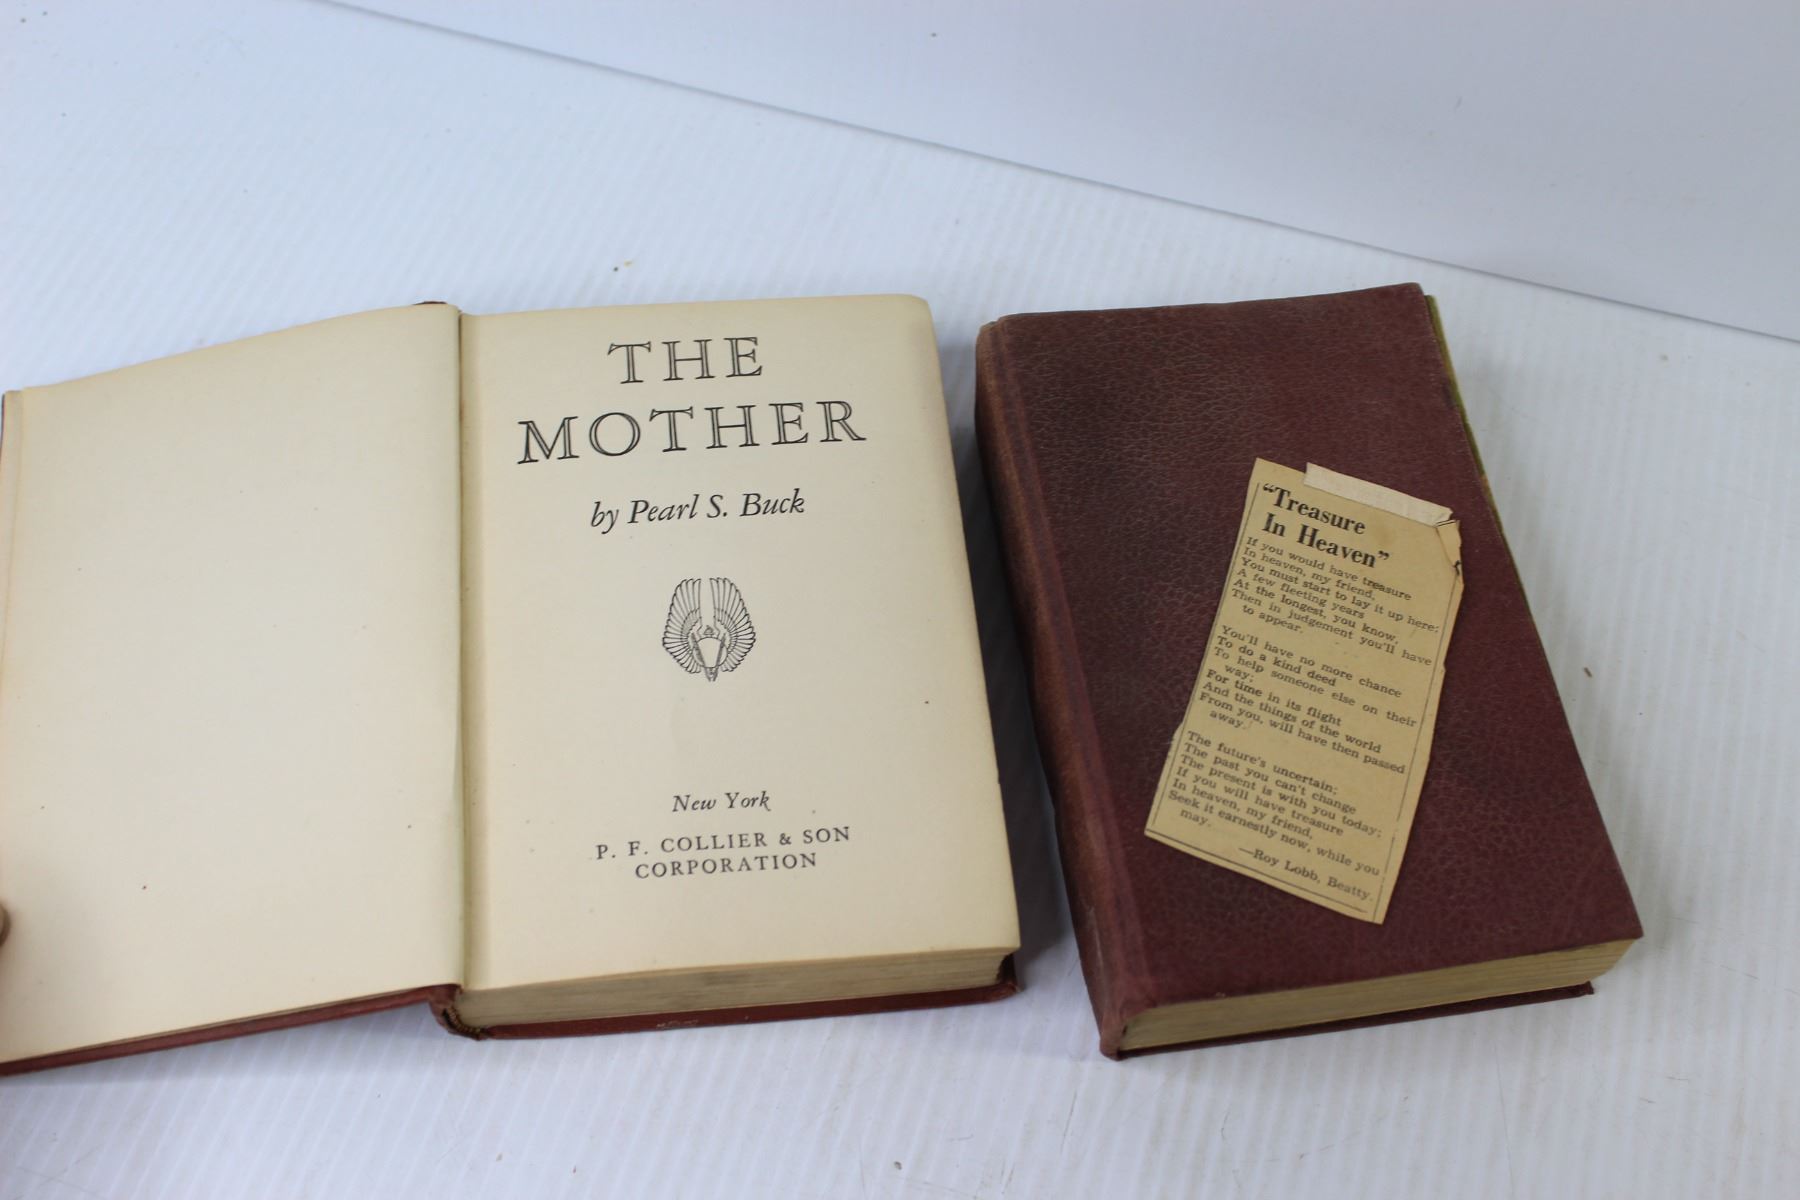 THE
MOTHER
by Pearl S. Buck
New York
P. F. COLLIER & SON
CORPORATION
"Treasure
In Heaven"
If you would have treasure
In heaven, my friend,
You must start to lay it up here;
A few fleeting years
At the longest, you know,
Then in judgement you'll have
to appear.
You'll have no more chance
To do a kind deed
To help someone else on their
way;
For time in its flight
And the things of the world
From you, will have then passed
away.
The future's uncertain;
The past you can't change
The present is with you today;
If you will have treasure
In heaven, my friend,
Seek it earnestly now, while you
may.
—Roy Lobb, Beatty.